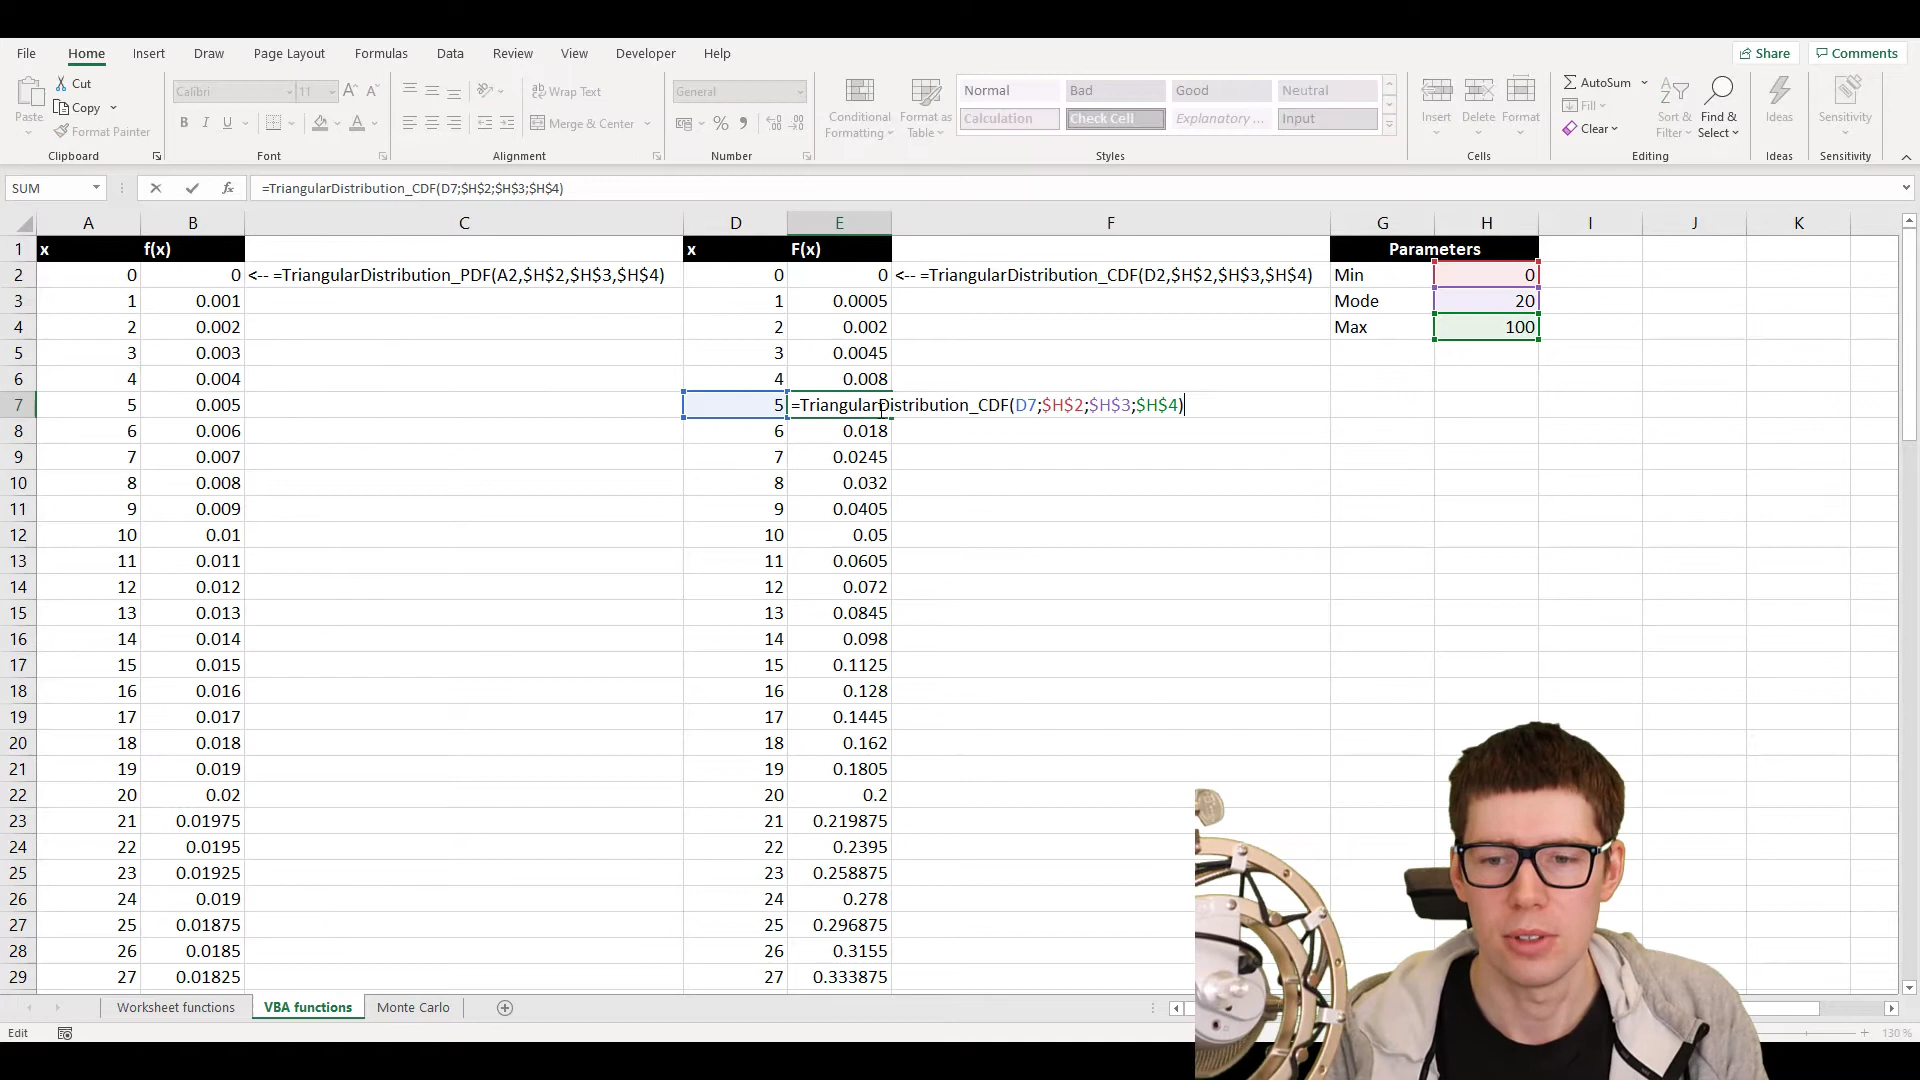 File Home Insert Draw Page Layout Formulas Data Review View Developer Help Share Comments
Paste Cut Copy Format Painter Clipboard
Calibri 11 B I U Font
Wrap Text Merge & Center Alignment
General % Number
Conditional Formatting Format as Table Normal Bad Good Neutral Calculation Check Cell Explanatory ... Input Styles
Insert Delete Format Cells
AutoSum Fill Clear Sort & Filter Find & Select Editing
Ideas Ideas Sensitivity Sensitivity
SUM fx =TriangularDistribution_CDF(D7;$H$2;$H$3;$H$4)
A B C D E F G H I J K
1 x f(x) x F(x) Parameters
2 0 0 <-- =TriangularDistribution_PDF(A2,$H$2,$H$3,$H$4) 0 0 <-- =TriangularDistribution_CDF(D2,$H$2,$H$3,$H$4) Min 0
3 1 0.001 1 0.0005 Mode 20
4 2 0.002 2 0.002 Max 100
5 3 0.003 3 0.0045
6 4 0.004 4 0.008
7 5 0.005 5 =TriangularDistribution_CDF(D7;$H$2;$H$3;$H$4)
8 6 0.006 6 0.018
9 7 0.007 7 0.0245
10 8 0.008 8 0.032
11 9 0.009 9 0.0405
12 10 0.01 10 0.05
13 11 0.011 11 0.0605
14 12 0.012 12 0.072
15 13 0.013 13 0.0845
16 14 0.014 14 0.098
17 15 0.015 15 0.1125
18 16 0.016 16 0.128
19 17 0.017 17 0.1445
20 18 0.018 18 0.162
21 19 0.019 19 0.1805
22 20 0.02 20 0.2
23 21 0.01975 21 0.219875
24 22 0.0195 22 0.2395
25 23 0.01925 23 0.258875
26 24 0.019 24 0.278
27 25 0.01875 25 0.296875
28 26 0.0185 26 0.3155
29 27 0.01825 27 0.333875
Worksheet functions VBA functions Monte Carlo
Edit 130 %